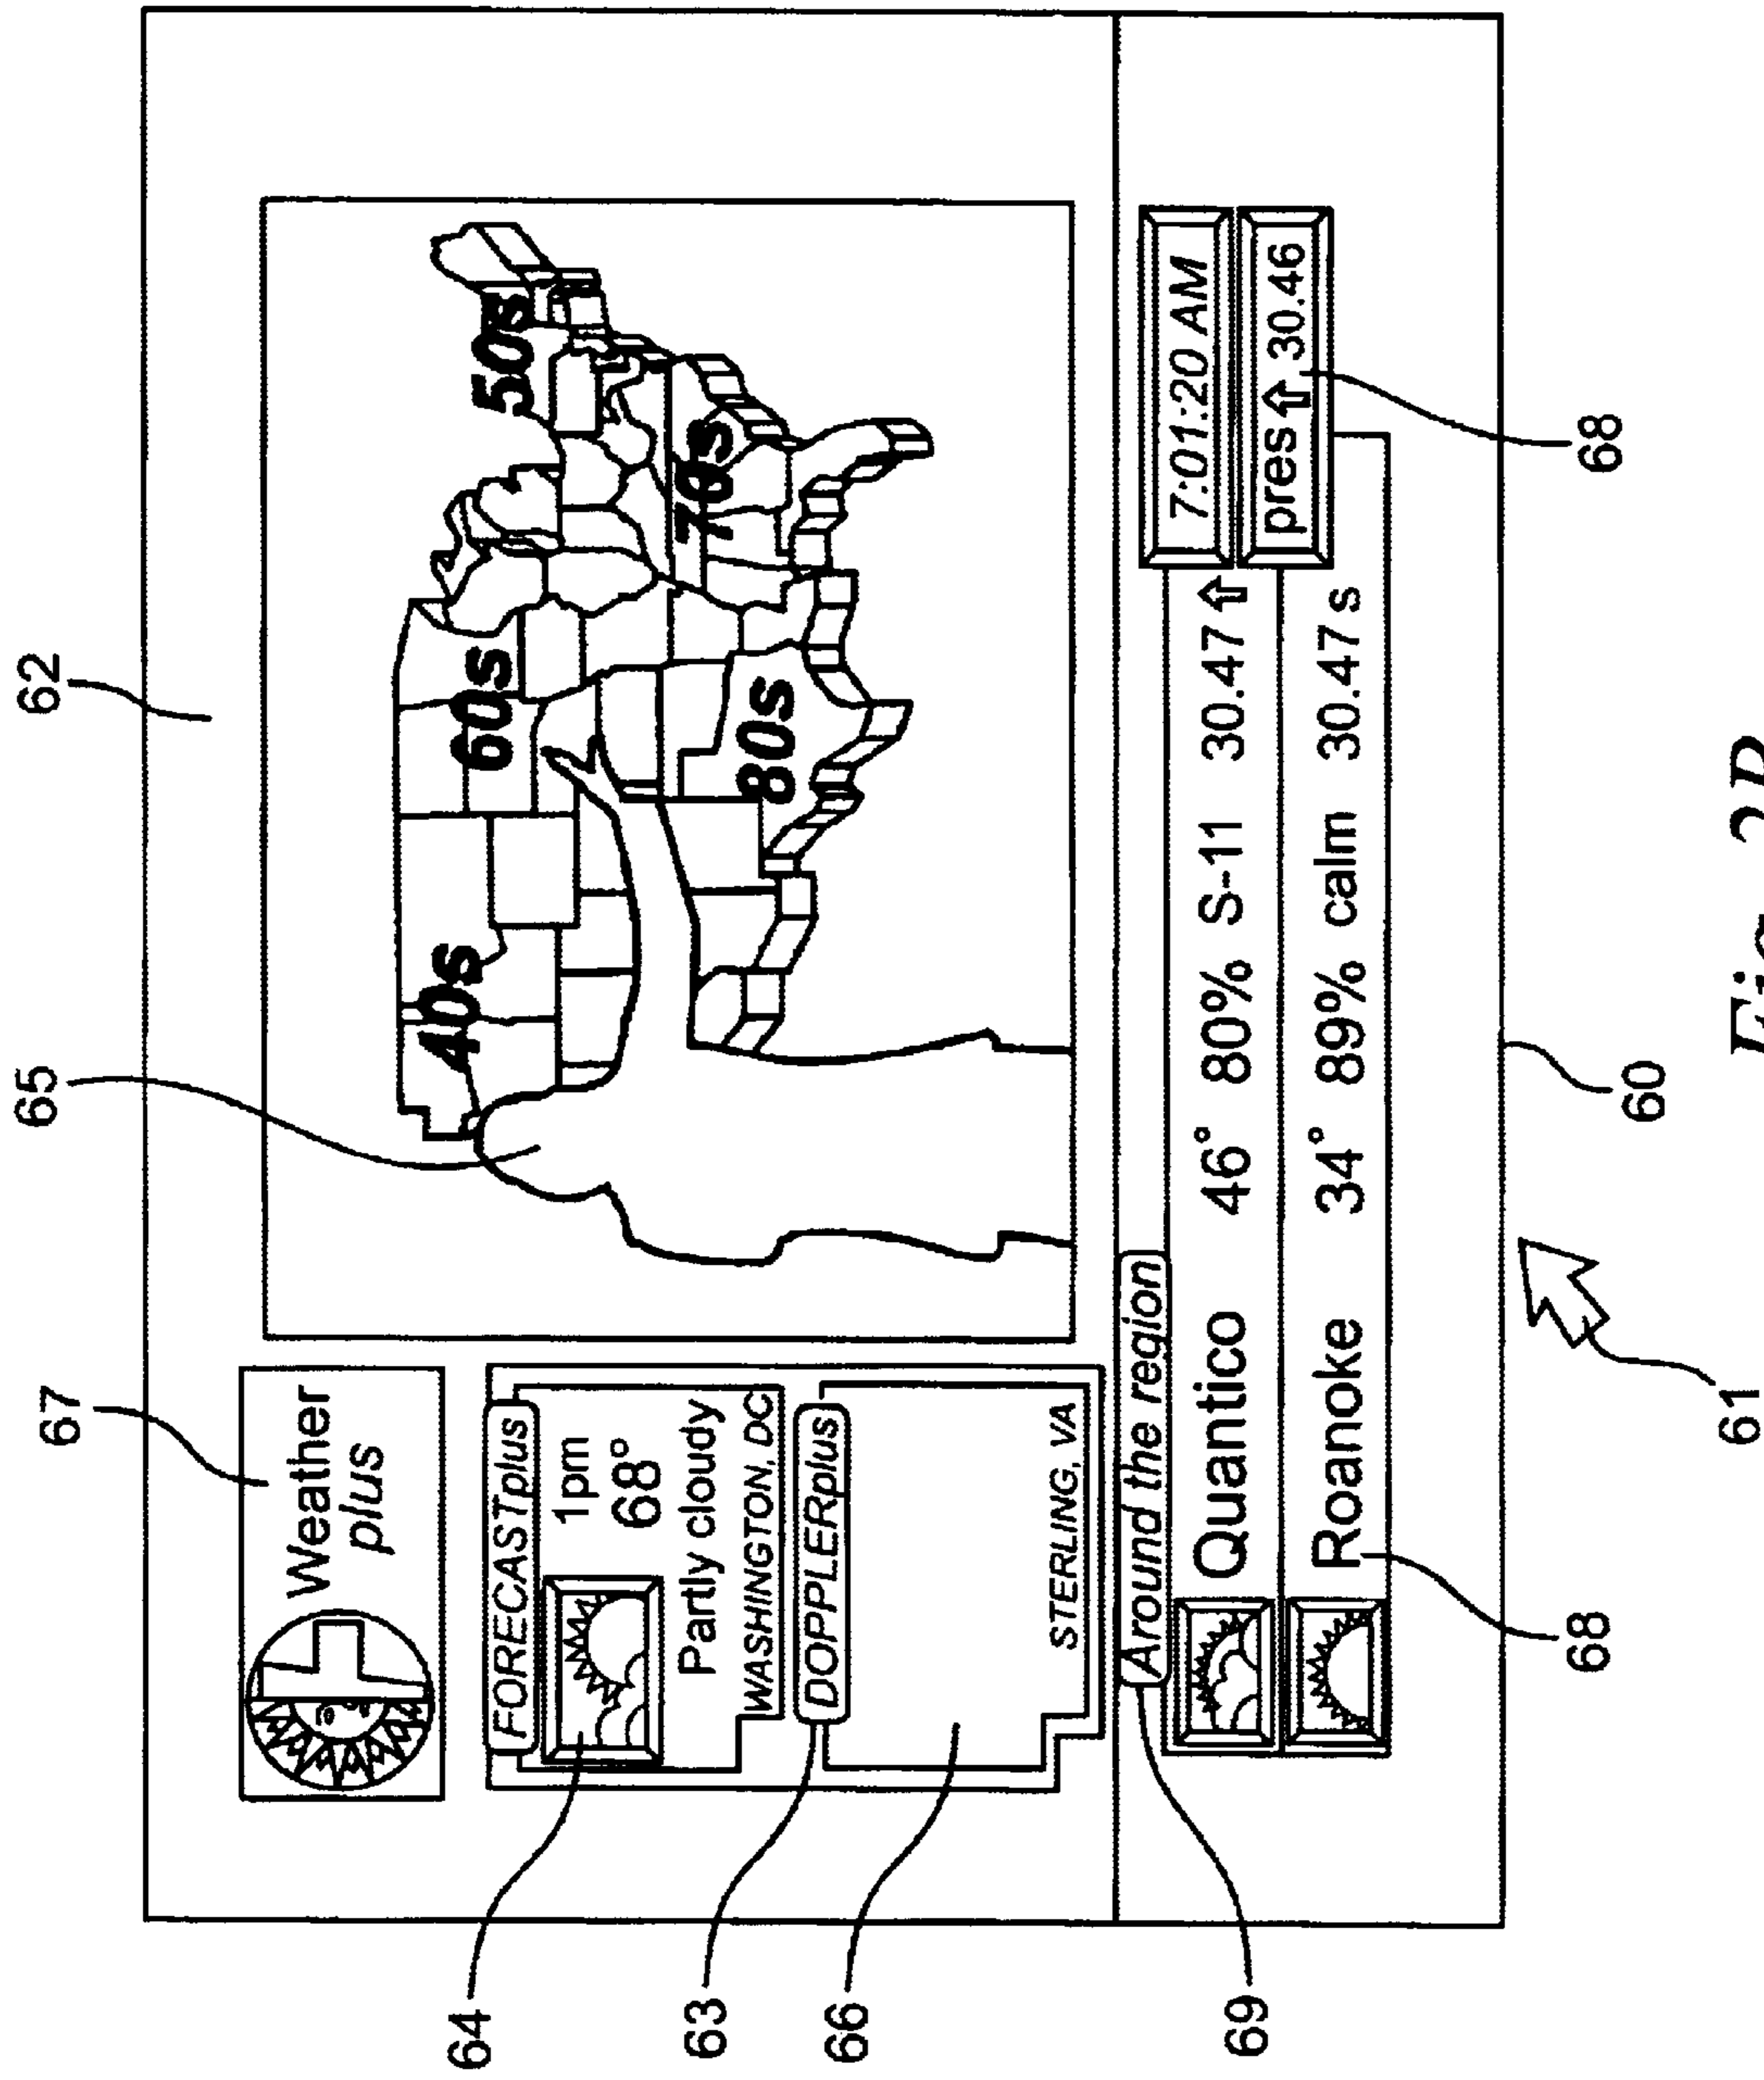 62
65
67
Weather
plus
40s
60s
50s
70s
80s
FORECASTplus
1pm
68°
Partly cloudy
WASHINGTON, DC
DOPPLERplus
STERLING, VA
64
63
66
69
Around the region
7:01:20 AM
Quantico 46° 80% S-11 30.47⇧
pres⇧30.46
Roanoke 34° 89% calm 30.47s
68
68
61
60